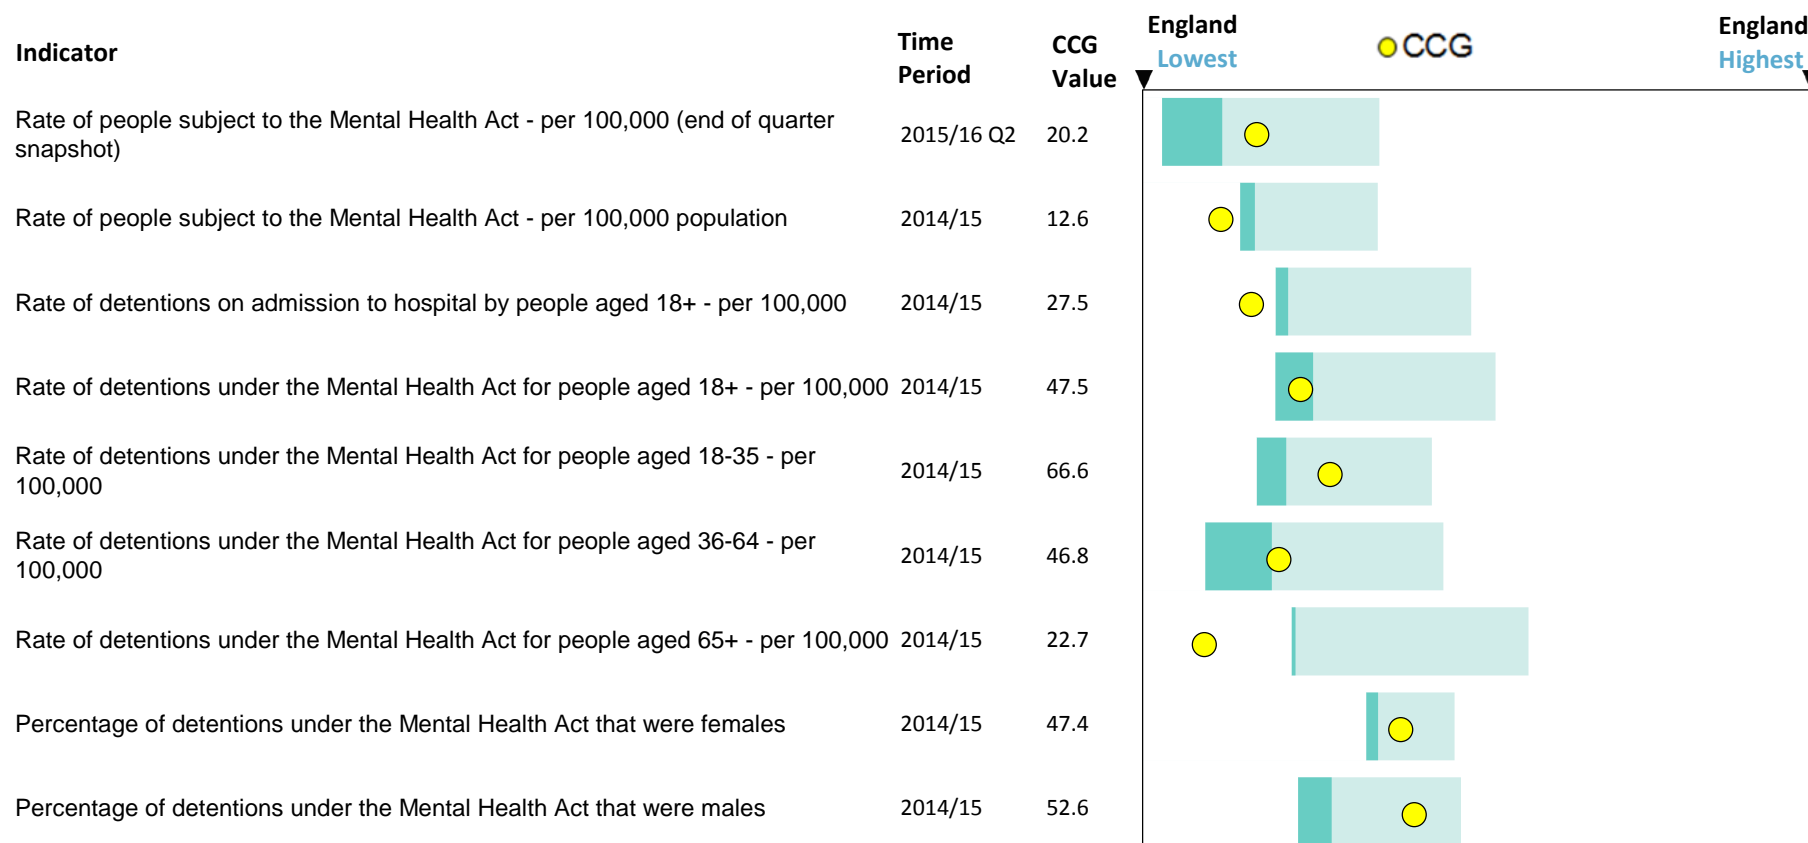 Indicator
Time Period
CCG Value
England Lowest
CCG
England Highest
Rate of people subject to the Mental Health Act - per 100,000 (end of quarter
snapshot)
2015/16 Q2 20.2
Rate of people subject to the Mental Health Act - per 100,000 population 2014/15 12.6
Rate of detentions on admission to hospital by people aged 18+ - per 100,000 2014/15 27.5
Rate of detentions under the Mental Health Act for people aged 18+ - per 100,000 2014/15 47.5
Rate of detentions under the Mental Health Act for people aged 18-35 - per
100,000
2014/15 66.6
Rate of detentions under the Mental Health Act for people aged 36-64 - per
100,000
2014/15 46.8
Rate of detentions under the Mental Health Act for people aged 65+ - per 100,000 2014/15 22.7
Percentage of detentions under the Mental Health Act that were females 2014/15 47.4
Percentage of detentions under the Mental Health Act that were males 2014/15 52.6